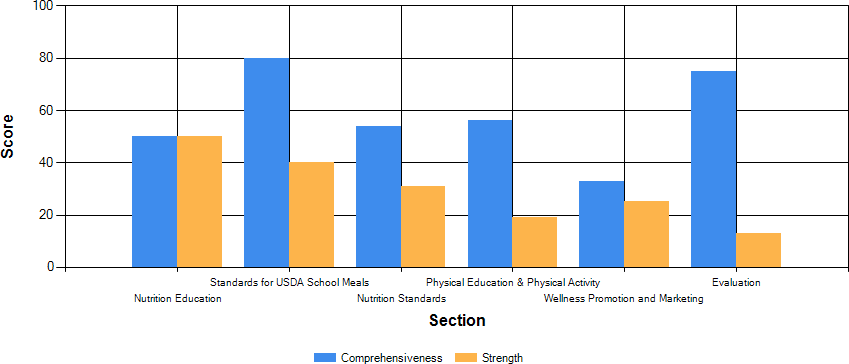 100
80
60
40
20
0
Score
Standards for USDA School Meals
Physical Education & Physical Activity
Evaluation
Nutrition Education
Nutrition Standards
Wellness Promotion and Marketing
Section
Comprehensiveness
Strength